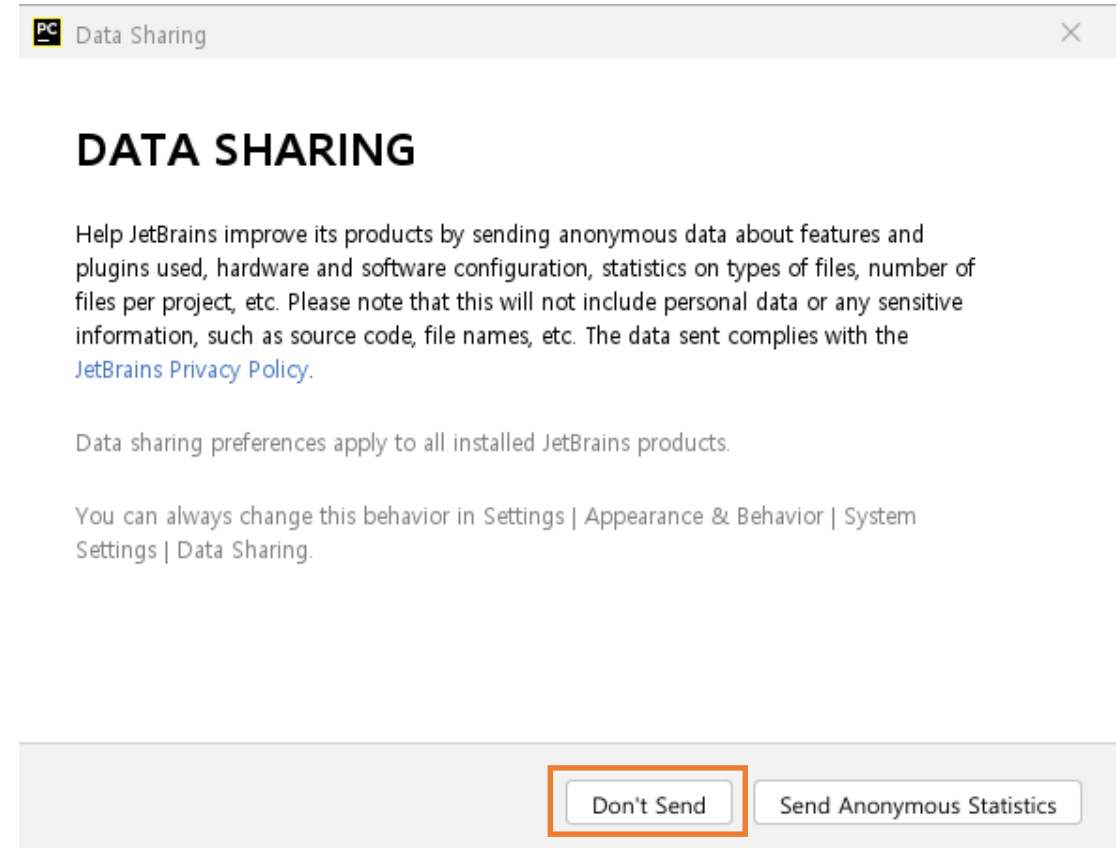 PC Data Sharing
DATA SHARING
Help JetBrains improve its products by sending anonymous data about features and
plugins used, hardware and software configuration, statistics on types of files, number of
files per project, etc. Please note that this will not include personal data or any sensitive
information, such as source code, file names, etc. The data sent complies with the
JetBrains Privacy Policy.
Data sharing preferences apply to all installed JetBrains products.
You can always change this behavior in Settings | Appearance & Behavior | System
Settings | Data Sharing.
Don't Send Send Anonymous Statistics